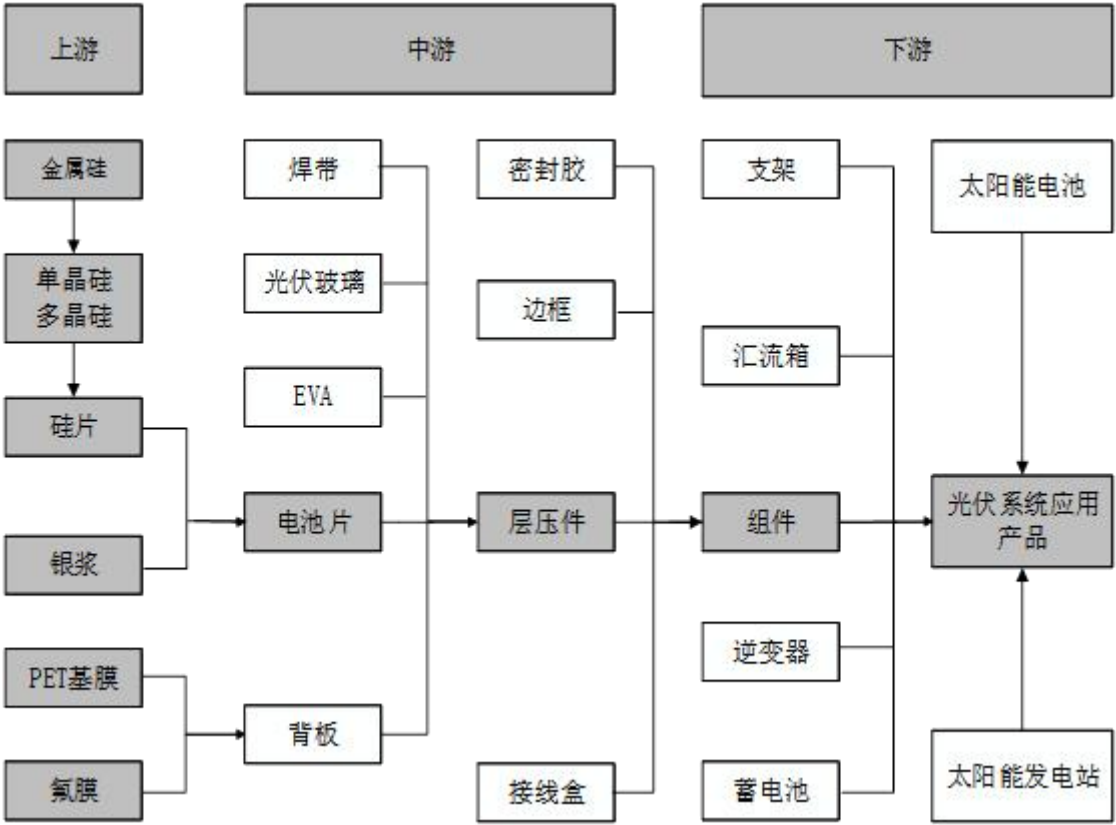 上游
中游
下游
金属硅
焊带
密封胶
支架
太阳能电池
单晶硅
多晶硅
光伏玻璃
边框
汇流箱
EVA
硅片
电池片
层压件
组件
光伏系统应用
产品
银浆
逆变器
PET基膜
背板
氟膜
接线盒
蓄电池
太阳能发电站